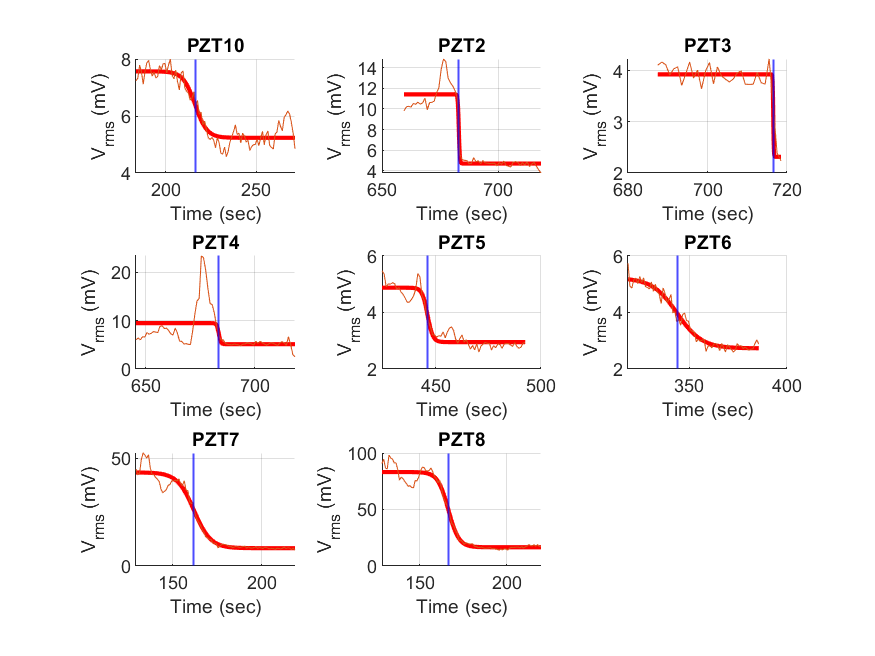 PZT10
PZT2
PZT3
8
6
4
V_rms (mV)
200
250
Time (sec)
14
12
10
8
6
4
V_rms (mV)
650
700
Time (sec)
4
3
2
V_rms (mV)
680
700
720
Time (sec)
PZT4
PZT5
PZT6
20
10
0
V_rms (mV)
650
700
Time (sec)
6
4
2
V_rms (mV)
450
500
Time (sec)
6
4
2
V_rms (mV)
350
400
Time (sec)
PZT7
PZT8
50
0
V_rms (mV)
150
200
Time (sec)
100
50
0
V_rms (mV)
150
200
Time (sec)